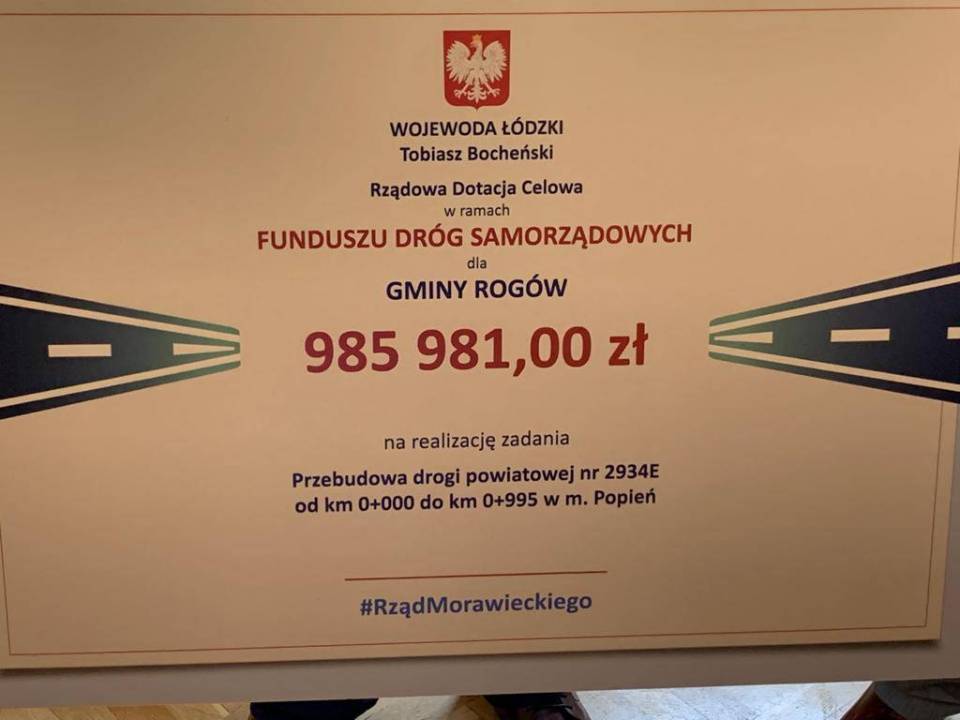 WOJEWODA ŁÓDZKI
Tobiasz Bocheński
Rządowa Dotacja Celowa
w ramach
FUNDUSZU DRÓG SAMORZĄDOWYCH
dla
GMINY ROGÓW
985 981,00 zł
na realizację zadania
Przebudowa drogi powiatowej nr 2934E
od km 0+000 do km 0+995 w m. Popień
#RządMorawieckiego